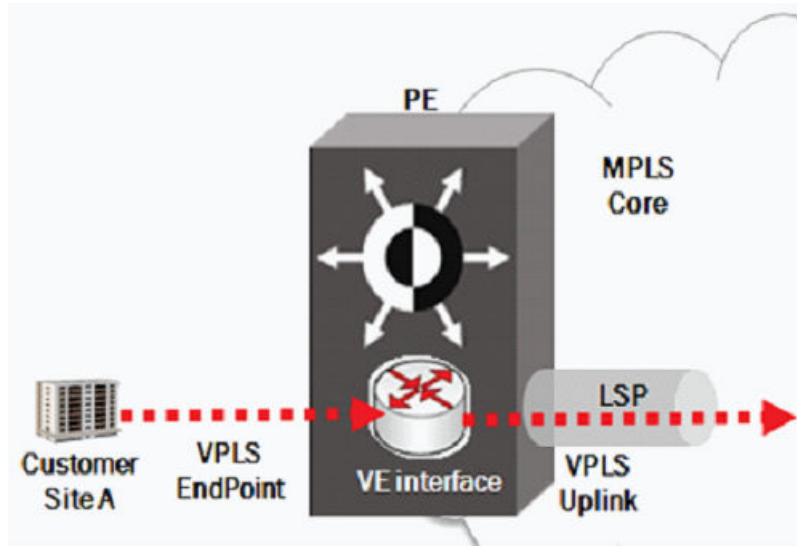 PE
MPLS
Core
LSP
Customer
Site A
VPLS
EndPoint
VE interface
VPLS
Uplink